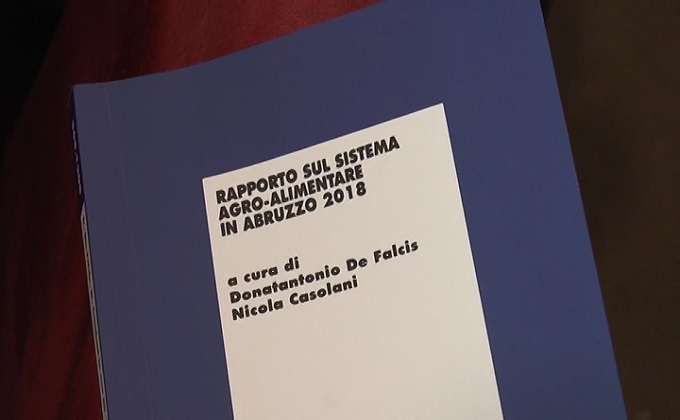 RAPPORTO SUL SISTEMA
AGRO-ALIMENTARE
IN ABRUZZO 2018
a cura di
Donatantonio De Falcis
Nicola Casolani